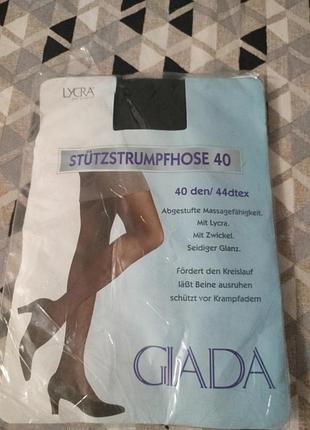 LYCRA®
STÜTZSTRUMPFHOSE 40
40 den/ 44dtex
Abgestufte Massagefähigkeit.
Mit Lycra.
Mit Zwickel.
Seidiger Glanz.
Fördert den Kreislauf
läßt Beine ausruhen
schützt vor Krampfadern
GIADA